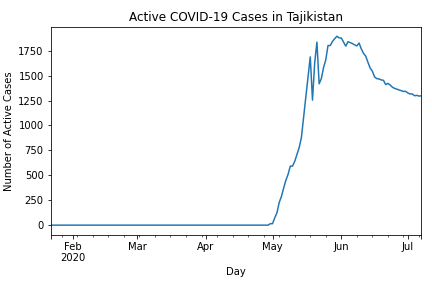 Active COVID-19 Cases in Tajikistan
Number of Active Cases
1750
1500
1250
1000
750
500
250
0
Feb Mar Apr May Jun Jul
2020
Day